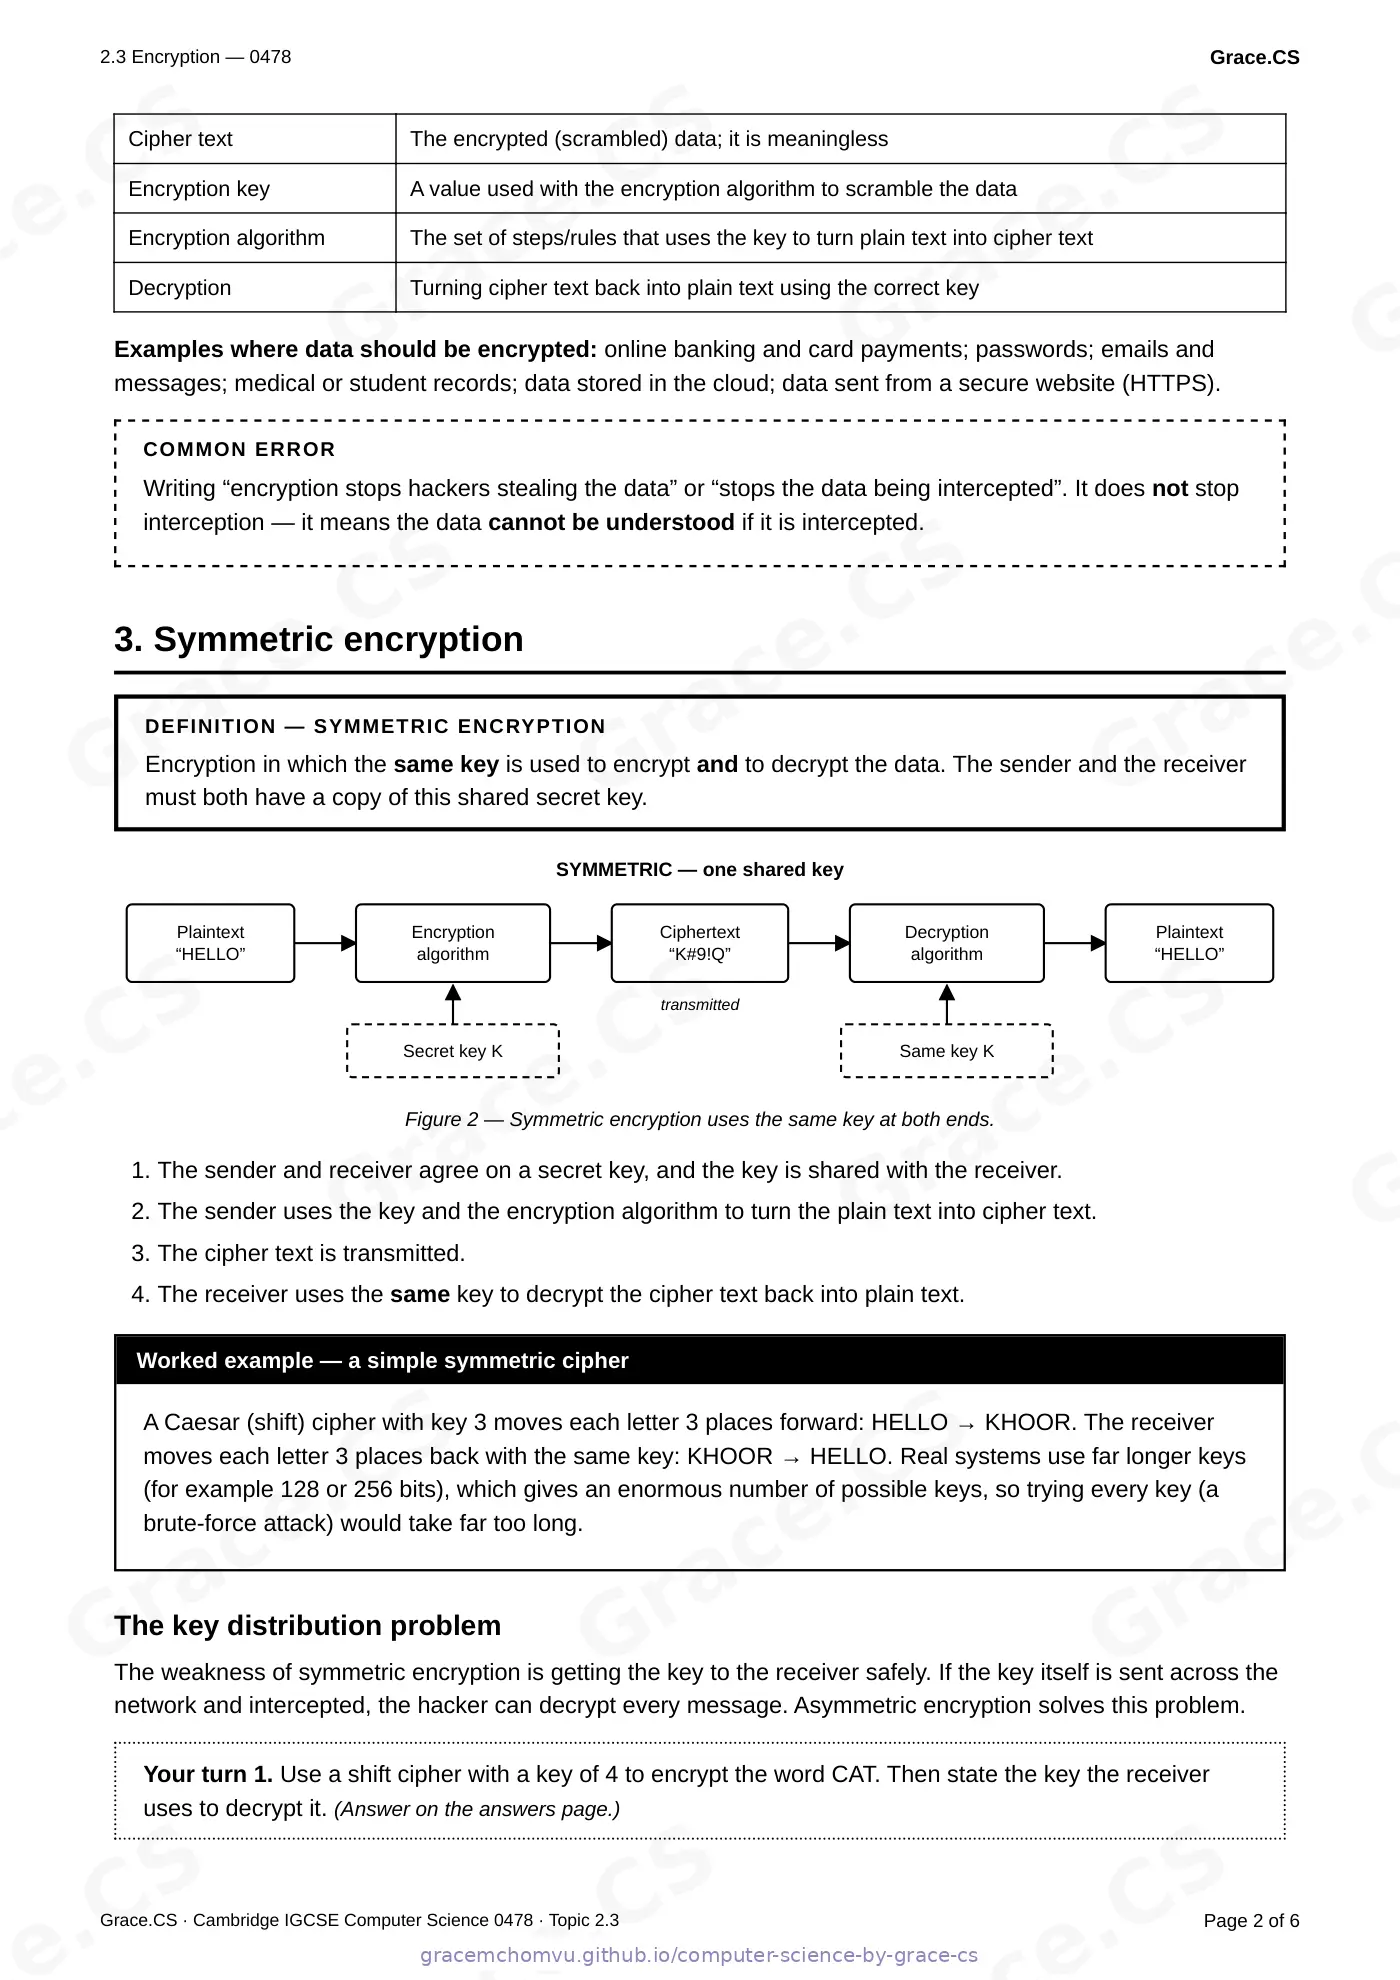 2.3 Encryption — 0478
Grace.CS
Cipher text
The encrypted (scrambled) data; it is meaningless
Encryption key
A value used with the encryption algorithm to scramble the data
Encryption algorithm
The set of steps/rules that uses the key to turn plain text into cipher text
Decryption
Turning cipher text back into plain text using the correct key
Examples where data should be encrypted: online banking and card payments; passwords; emails and
messages; medical or student records; data stored in the cloud; data sent from a secure website (HTTPS).
COMMON ERROR
Writing “encryption stops hackers stealing the data” or “stops the data being intercepted”. It does not stop
interception — it means the data cannot be understood if it is intercepted.
3. Symmetric encryption
DEFINITION — SYMMETRIC ENCRYPTION
Encryption in which the same key is used to encrypt and to decrypt the data. The sender and the receiver
must both have a copy of this shared secret key.
SYMMETRIC — one shared key
Plaintext
“HELLO”
Encryption
algorithm
Ciphertext
“K#9!Q”
Decryption
algorithm
Plaintext
“HELLO”
transmitted
Secret key K
Same key K
Figure 2 — Symmetric encryption uses the same key at both ends.
1. The sender and receiver agree on a secret key, and the key is shared with the receiver.
2. The sender uses the key and the encryption algorithm to turn the plain text into cipher text.
3. The cipher text is transmitted.
4. The receiver uses the same key to decrypt the cipher text back into plain text.
Worked example — a simple symmetric cipher
A Caesar (shift) cipher with key 3 moves each letter 3 places forward: HELLO → KHOOR. The receiver
moves each letter 3 places back with the same key: KHOOR → HELLO. Real systems use far longer keys
(for example 128 or 256 bits), which gives an enormous number of possible keys, so trying every key (a
brute-force attack) would take far too long.
The key distribution problem
The weakness of symmetric encryption is getting the key to the receiver safely. If the key itself is sent across the
network and intercepted, the hacker can decrypt every message. Asymmetric encryption solves this problem.
Your turn 1. Use a shift cipher with a key of 4 to encrypt the word CAT. Then state the key the receiver
uses to decrypt it. (Answer on the answers page.)
Grace.CS · Cambridge IGCSE Computer Science 0478 · Topic 2.3
Page 2 of 6
gracemchomvu.github.io/computer-science-by-grace-cs